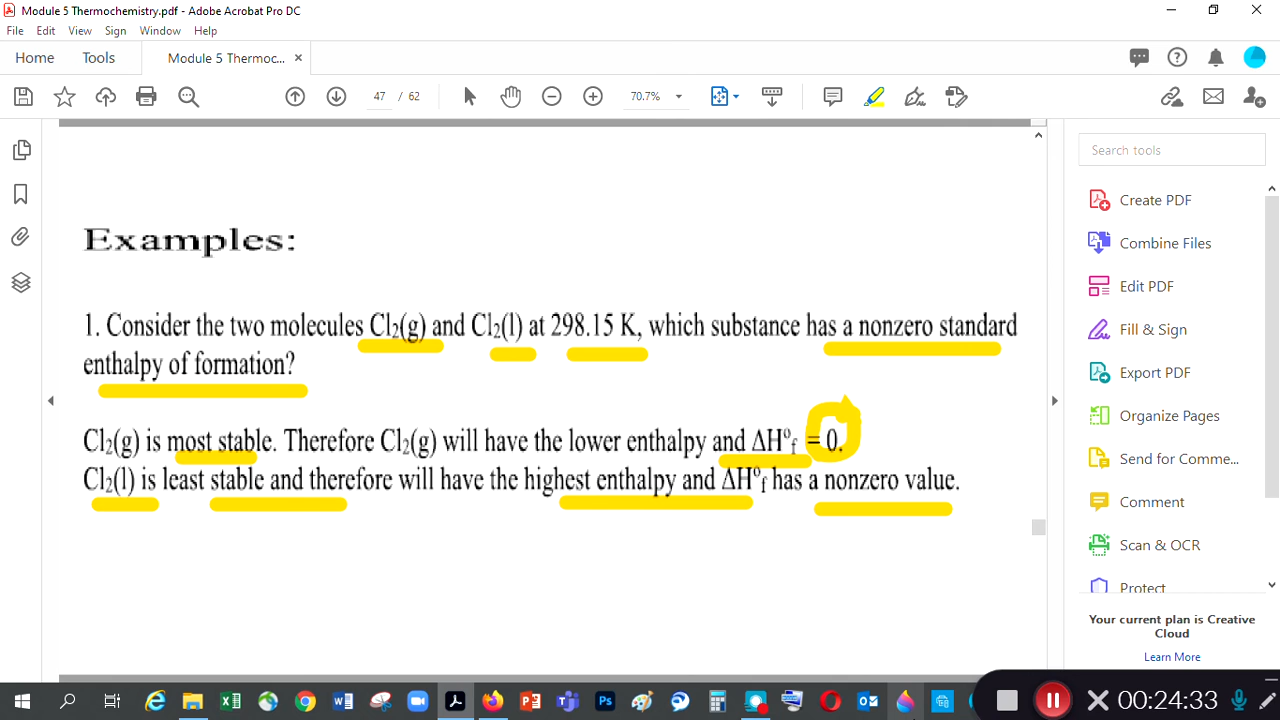 Module 5 Thermochemistry.pdf - Adobe Acrobat Pro DC
File Edit View Sign Window Help
Home Tools Module 5 Thermoc... ×
47 / 62 70.7%
Search tools
Create PDF
Combine Files
Edit PDF
Fill & Sign
Export PDF
Organize Pages
Send for Comme...
Comment
Scan & OCR
Protect
Your current plan is Creative
Cloud
Learn More
Examples:
1. Consider the two molecules Cl₂(g) and Cl₂(l) at 298.15 K, which substance has a nonzero standard
enthalpy of formation?
Cl₂(g) is most stable. Therefore Cl₂(g) will have the lower enthalpy and ΔHºf = 0.
Cl₂(l) is least stable and therefore will have the highest enthalpy and ΔHºf has a nonzero value.
00:24:33